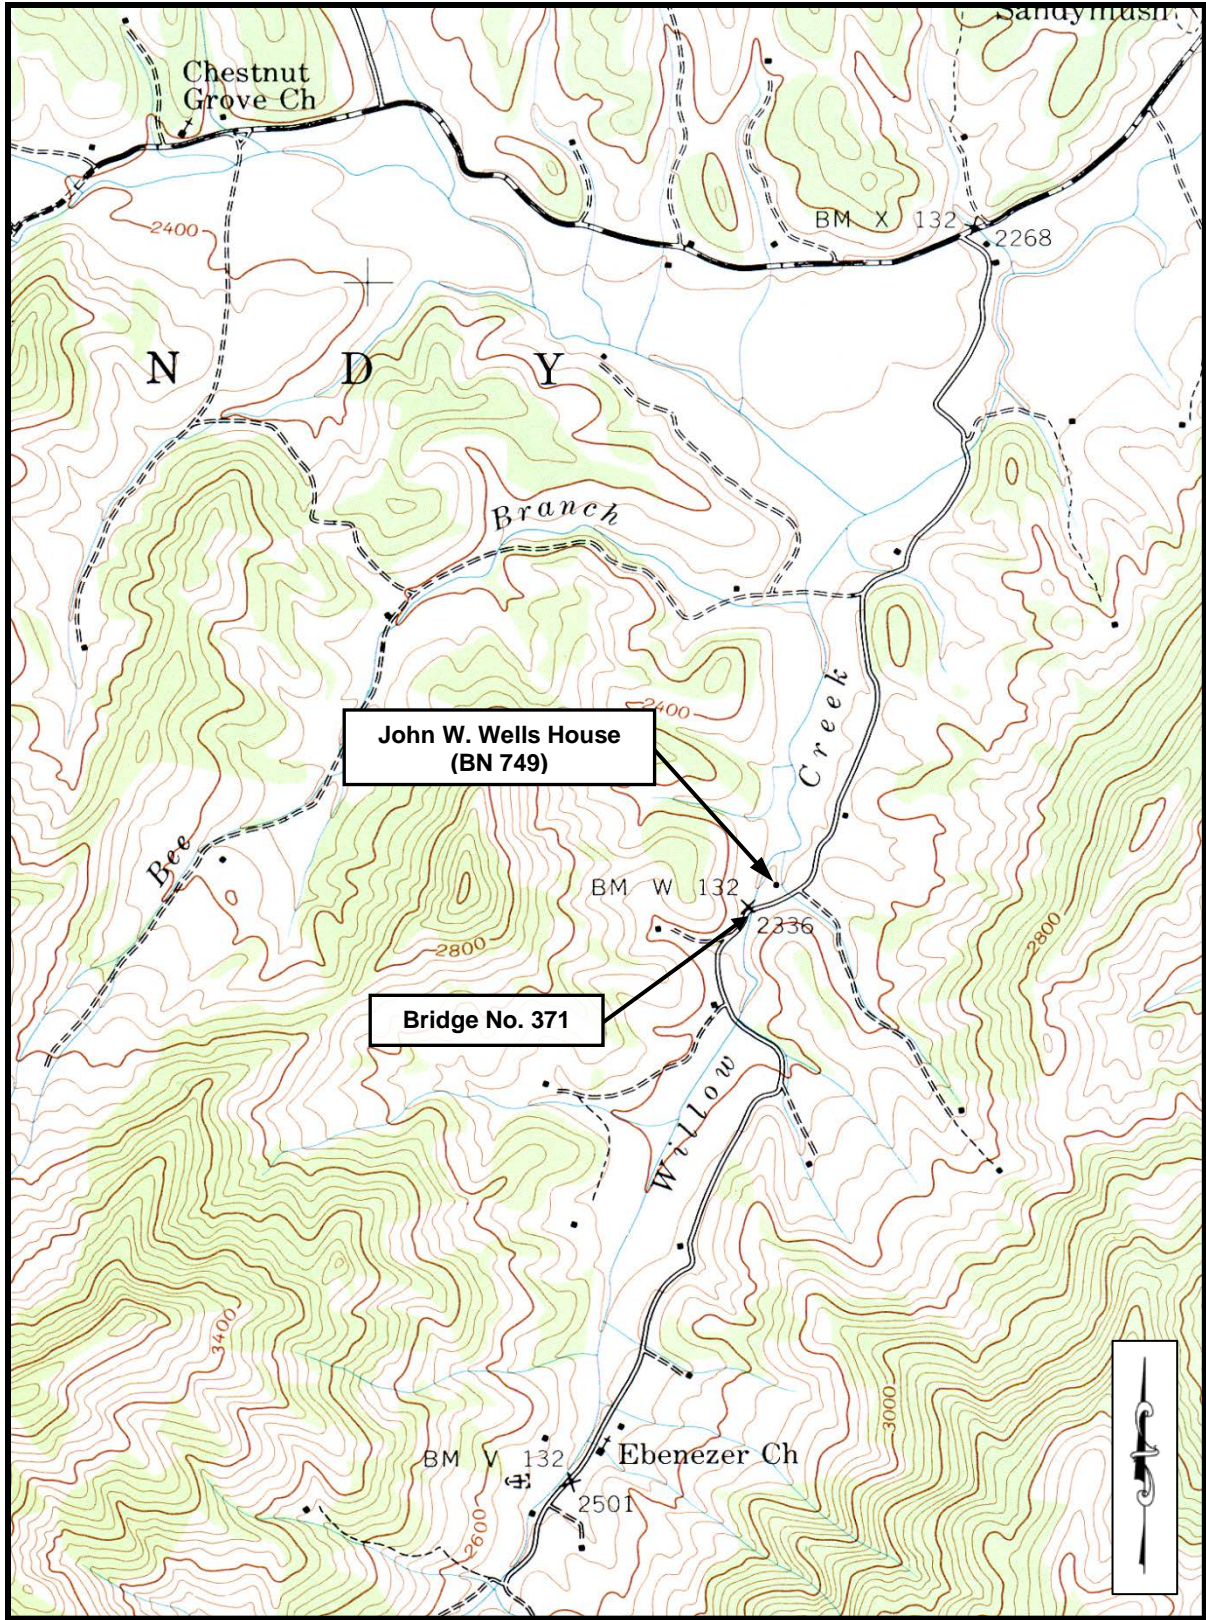 Sandymush
Chestnut
Grove Ch
BM X 132
2268
2400
N D Y
Branch
2400
John W. Wells House
(BN 749)
Creek
Bee
BM W 132
2336
2800
2800
Bridge No. 371
Willow
3400
3000
BM V 132
Ebenezer Ch
2501
2600